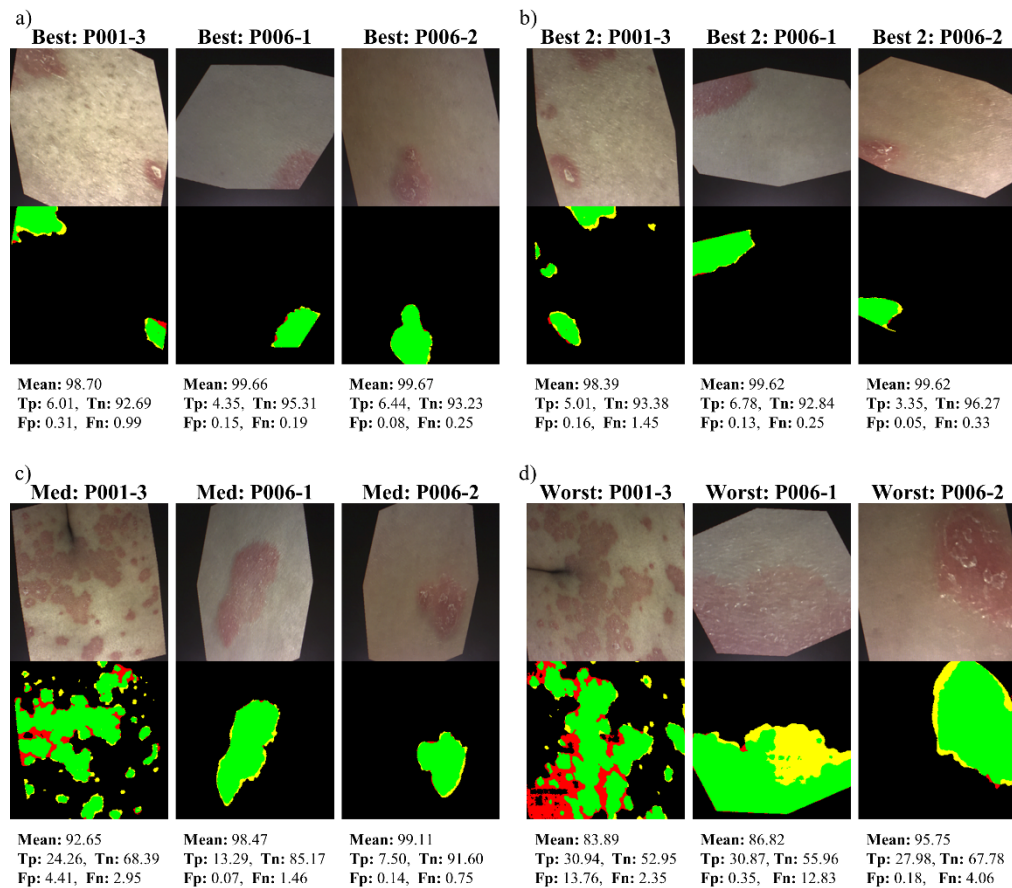 a)
Best: P001-3 Best: P006-1 Best: P006-2
Mean: 98.70 Mean: 99.66 Mean: 99.67
Tp: 6.01, Tn: 92.69 Tp: 4.35, Tn: 95.31 Tp: 6.44, Tn: 93.23
Fp: 0.31, Fn: 0.99 Fp: 0.15, Fn: 0.19 Fp: 0.08, Fn: 0.25
b)
Best 2: P001-3 Best 2: P006-1 Best 2: P006-2
Mean: 98.39 Mean: 99.62 Mean: 99.62
Tp: 5.01, Tn: 93.38 Tp: 6.78, Tn: 92.84 Tp: 3.35, Tn: 96.27
Fp: 0.16, Fn: 1.45 Fp: 0.13, Fn: 0.25 Fp: 0.05, Fn: 0.33
c)
Med: P001-3 Med: P006-1 Med: P006-2
Mean: 92.65 Mean: 98.47 Mean: 99.11
Tp: 24.26, Tn: 68.39 Tp: 13.29, Tn: 85.17 Tp: 7.50, Tn: 91.60
Fp: 4.41, Fn: 2.95 Fp: 0.07, Fn: 1.46 Fp: 0.14, Fn: 0.75
d)
Worst: P001-3 Worst: P006-1 Worst: P006-2
Mean: 83.89 Mean: 86.82 Mean: 95.75
Tp: 30.94, Tn: 52.95 Tp: 30.87, Tn: 55.96 Tp: 27.98, Tn: 67.78
Fp: 13.76, Fn: 2.35 Fp: 0.35, Fn: 12.83 Fp: 0.18, Fn: 4.06